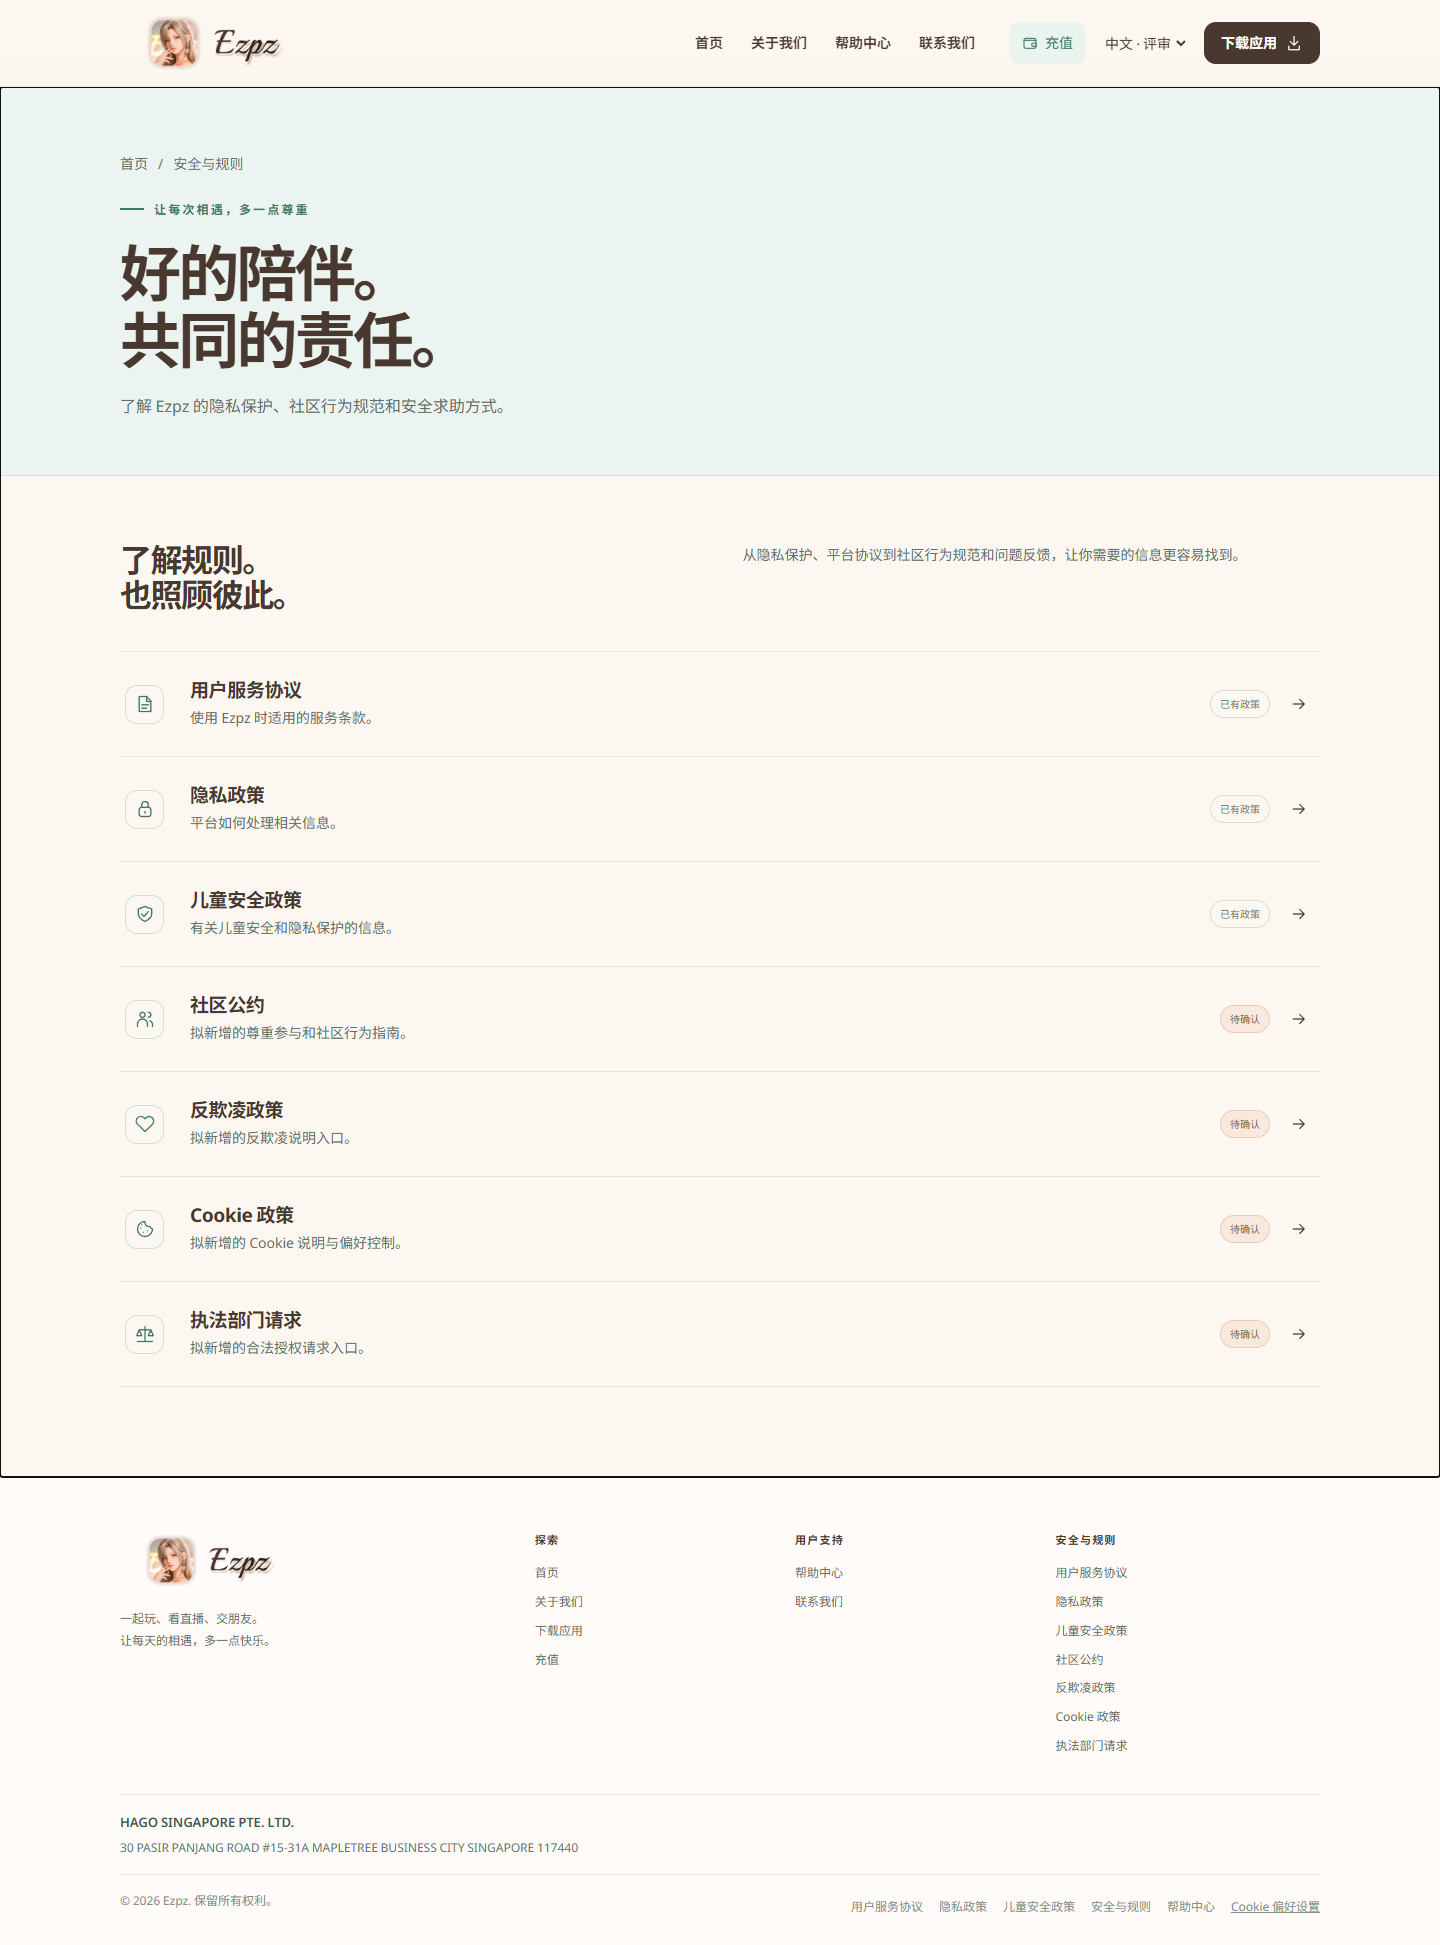 Ezpz
首页
关于我们
帮助中心
联系我们
充值
中文 · 评审
下载应用
首页 / 安全与规则
让每次相遇，多一点尊重
好的陪伴。
共同的责任。
了解 Ezpz 的隐私保护、社区行为规范和安全求助方式。
了解规则。
也照顾彼此。
从隐私保护、平台协议到社区行为规范和问题反馈，让你需要的信息更容易找到。
用户服务协议
使用 Ezpz 时适用的服务条款。
已有政策
隐私政策
平台如何处理相关信息。
已有政策
儿童安全政策
有关儿童安全和隐私保护的信息。
已有政策
社区公约
拟新增的尊重参与和社区行为指南。
待确认
反欺凌政策
拟新增的反欺凌说明入口。
待确认
Cookie 政策
拟新增的 Cookie 说明与偏好控制。
待确认
执法部门请求
拟新增的合法授权请求入口。
待确认
Ezpz
一起玩、看直播、交朋友。
让每天的相遇，多一点快乐。
探索
首页
关于我们
下载应用
充值
用户支持
帮助中心
联系我们
安全与规则
用户服务协议
隐私政策
儿童安全政策
社区公约
反欺凌政策
Cookie 政策
执法部门请求
HAGO SINGAPORE PTE. LTD.
30 PASIR PANJANG ROAD #15-31A MAPLETREE BUSINESS CITY SINGAPORE 117440
© 2026 Ezpz. 保留所有权利。
用户服务协议
隐私政策
儿童安全政策
安全与规则
帮助中心
Cookie 偏好设置